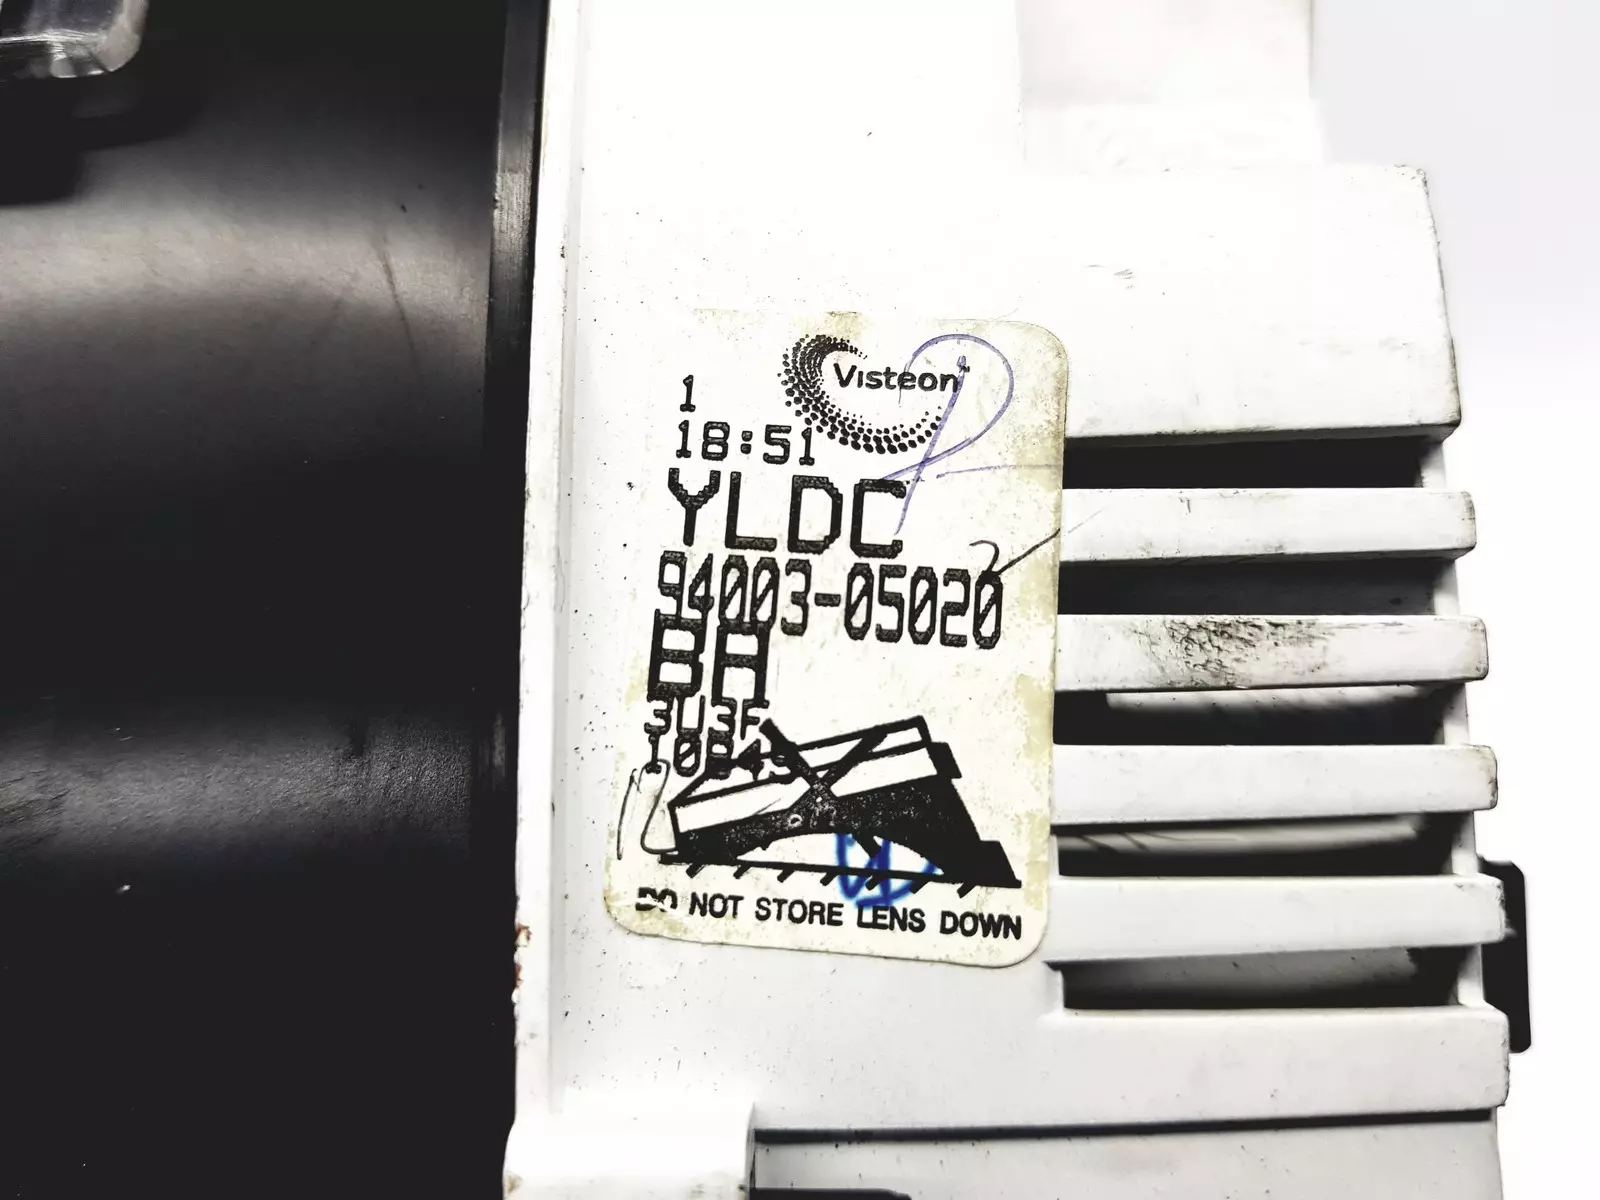 Visteon
1
18:51
YLDC
94003-05020
BA
3U3F
DO NOT STORE LENS DOWN